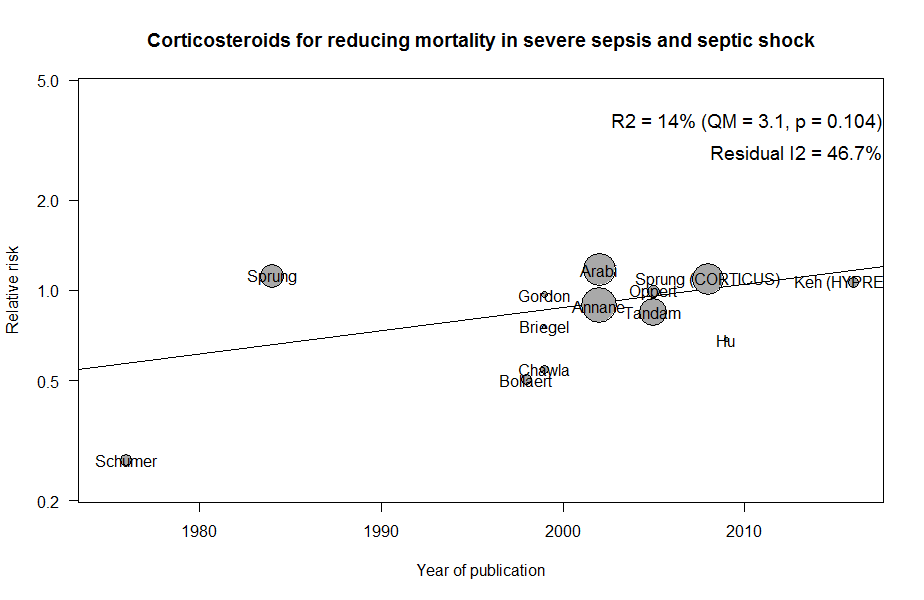 Corticosteroids for reducing mortality in severe sepsis and septic shock
5.0
R2 = 14% (QM = 3.1, p = 0.104)
Residual I2 = 46.7%
2.0
Arabi
Sprung
Sprung (CORTICUS)
Keh (HYPRE
1.0
Oppert
Gordon
Annane
Tandam
Briegel
Hu
Chawla
0.5
Bollaert
Schumer
0.2
Relative risk
1980
1990
2000
2010
Year of publication